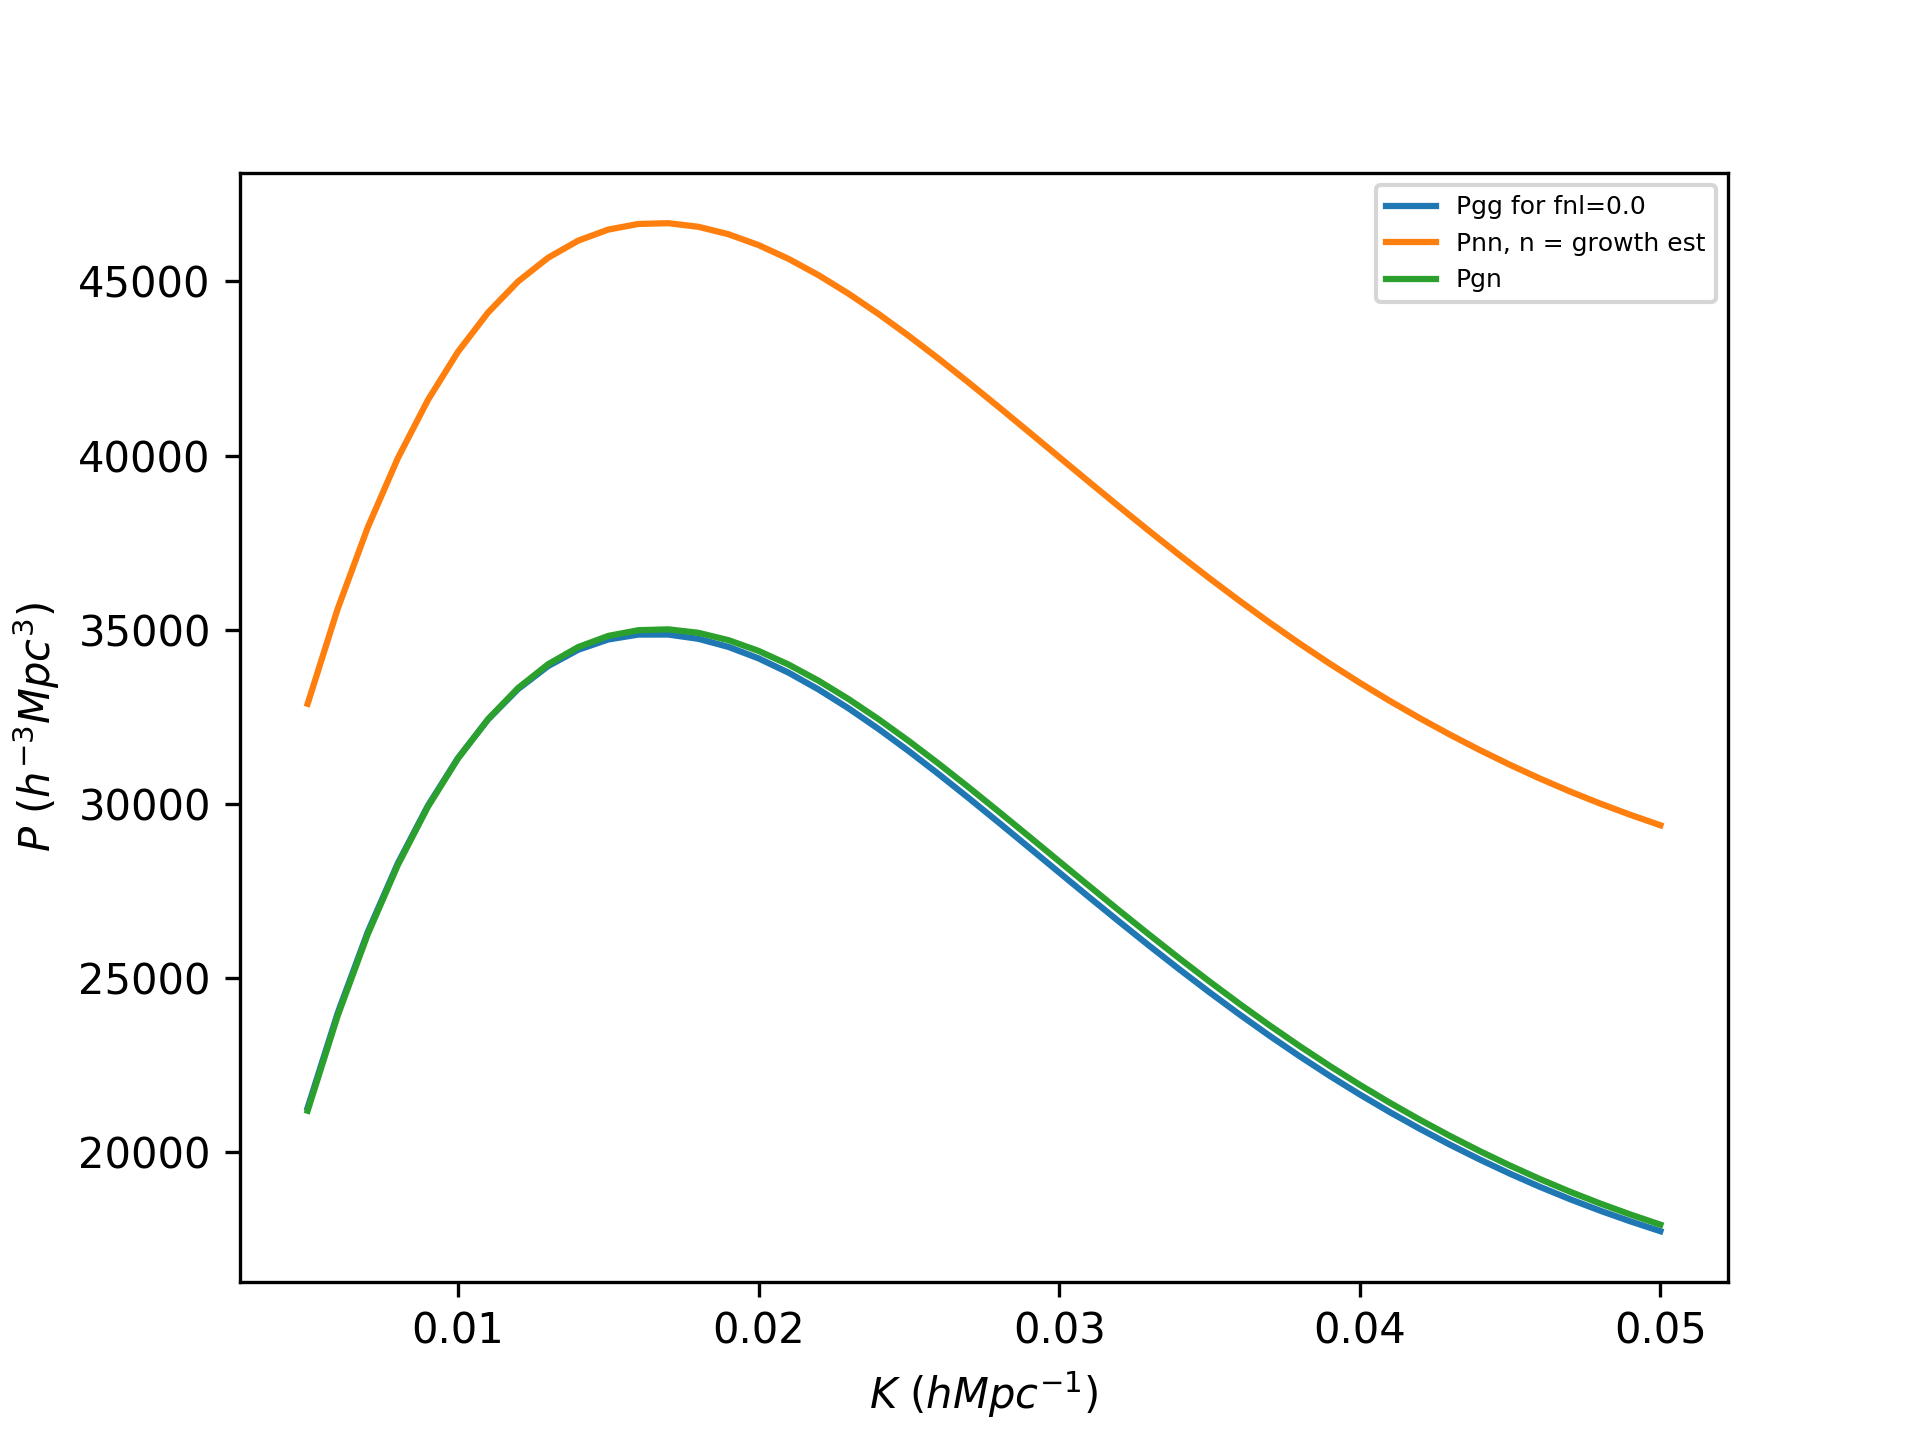 Pgg for fnl=0.0
Pnn, n = growth est
Pgn
45000
40000
35000
30000
25000
20000
P (h⁻³Mpc³)
0.01 0.02 0.03 0.04 0.05
K (hMpc⁻¹)